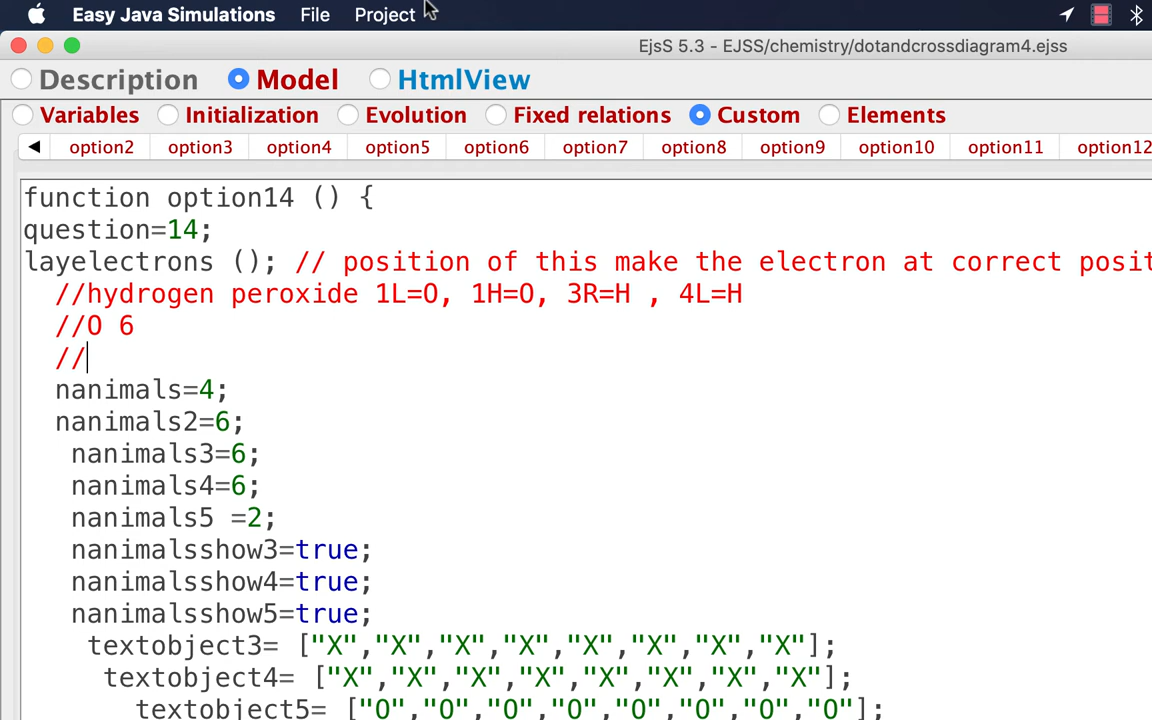 Easy Java Simulations File Project
EjsS 5.3 - EJSS/chemistry/dotandcrossdiagram4.ejss
Description Model HtmlView
Variables Initialization Evolution Fixed relations Custom Elements
option2 option3 option4 option5 option6 option7 option8 option9 option10 option11 option12
function option14 () {
question=14;
layelectrons (); // position of this make the electron at correct posit
//hydrogen peroxide 1L=O, 1H=O, 3R=H , 4L=H
//O 6
//
nanimals=4;
nanimals2=6;
nanimals3=6;
nanimals4=6;
nanimals5 =2;
nanimalsshow3=true;
nanimalsshow4=true;
nanimalsshow5=true;
textobject3= ["X","X","X","X","X","X","X","X"];
textobject4= ["X","X","X","X","X","X","X","X"];
textobject5= ["O","O","O","O","O","O","O","O"];